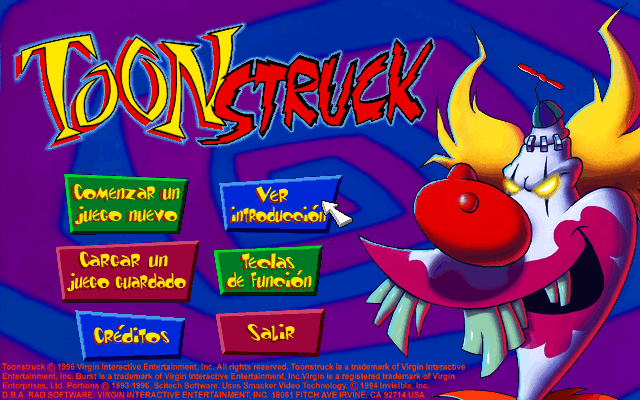 TOONSTRUCK
Comenzar un
juego nuevo
Ver
introducción
Cargar un
juego guardado
Teclas
de función
Créditos
Salir
Toonstruck © 1996 Virgin Interactive Entertainment, Inc. All rights reserved. Toonstruck is a trademark of Virgin Interactive
Entertainment, Inc. Burst is a trademark of Virgin Interactive Entertainment, Inc.Virgin is a registered trademark of Virgin
Enterprises, Ltd. Portions © 1993-1996, Scitech Software. Uses Smacker Video Technology, © 1994 Invisible, Inc.
D.B.A. RAD SOFTWARE. VIRGIN INTERACTIVE ENTERTAINMENT, INC. 18061 FITCH AVE IRVINE, CA 92714 USA